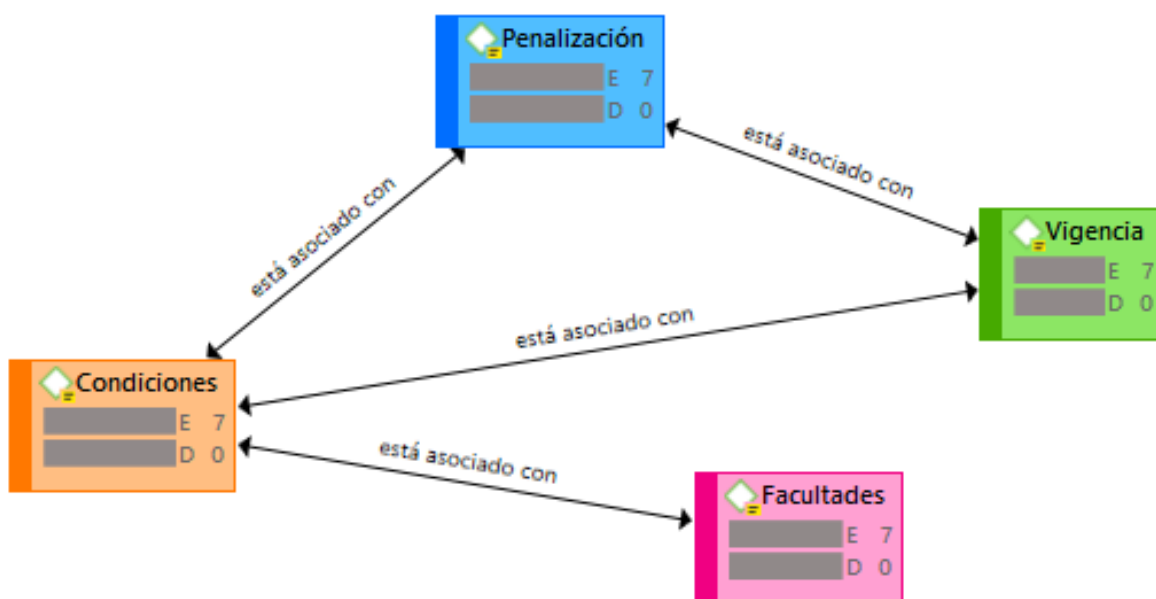 Penalización
E 7
D 0
está asociado con
está asociado con
Vigencia
E 7
D 0
está asociado con
Condiciones
E 7
D 0
está asociado con
Facultades
E 7
D 0